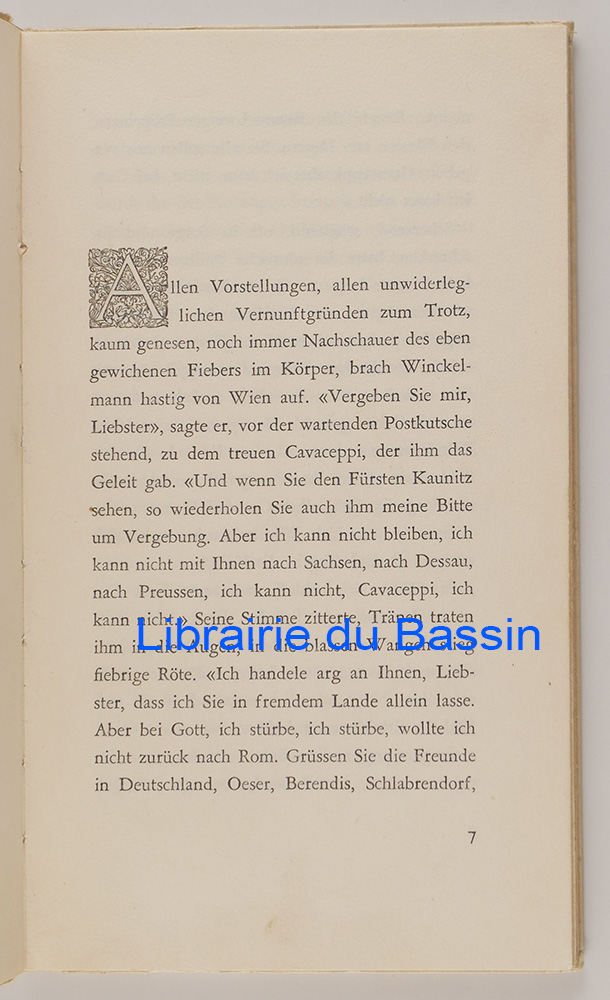 Allen Vorstellungen, allen unwiderleg-
lichen Vernunftgründen zum Trotz,
kaum genesen, noch immer Nachschauer des eben
gewichenen Fiebers im Körper, brach Winckel-
mann hastig von Wien auf. «Vergeben Sie mir,
Liebster», sagte er, vor der wartenden Postkutsche
stehend, zu dem treuen Cavaceppi, der ihm das
Geleit gab. «Und wenn Sie den Fürsten Kaunitz
sehen, so wiederholen Sie auch ihm meine Bitte
um Vergebung. Aber ich kann nicht bleiben, ich
kann nicht mit Ihnen nach Sachsen, nach Dessau,
nach Preussen, ich kann nicht, Cavaceppi, ich
kann nicht.» Seine Stimme zitterte, Tränen traten
Librairie du Bassin
ihm in die Augen, in die blassen Wangen stieg
fiebrige Röte. «Ich handele arg an Ihnen, Lieb-
ster, dass ich Sie in fremdem Lande allein lasse.
Aber bei Gott, ich stürbe, ich stürbe, wollte ich
nicht zurück nach Rom. Grüssen Sie die Freunde
in Deutschland, Oeser, Berendis, Schlabrendorf,
7